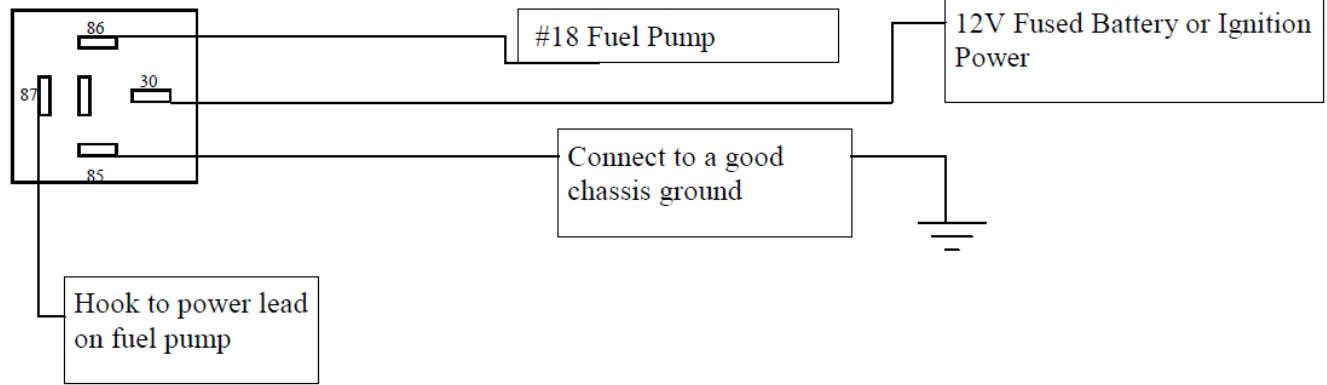 86
#18 Fuel Pump
12V Fused Battery or Ignition
Power
87
30
85
Connect to a good
chassis ground
Hook to power lead
on fuel pump